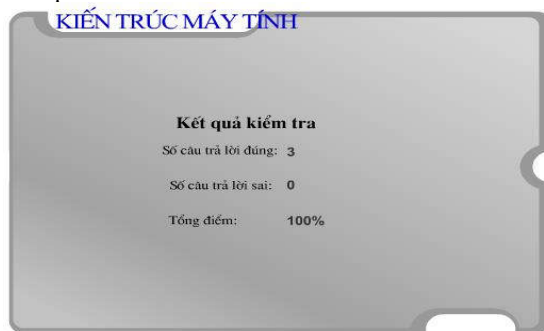 KIẾN TRÚC MÁY TÍNH
Kết quả kiểm tra
Số câu trả lời đúng: 3
Số câu trả lời sai: 0
Tổng điểm: 100%